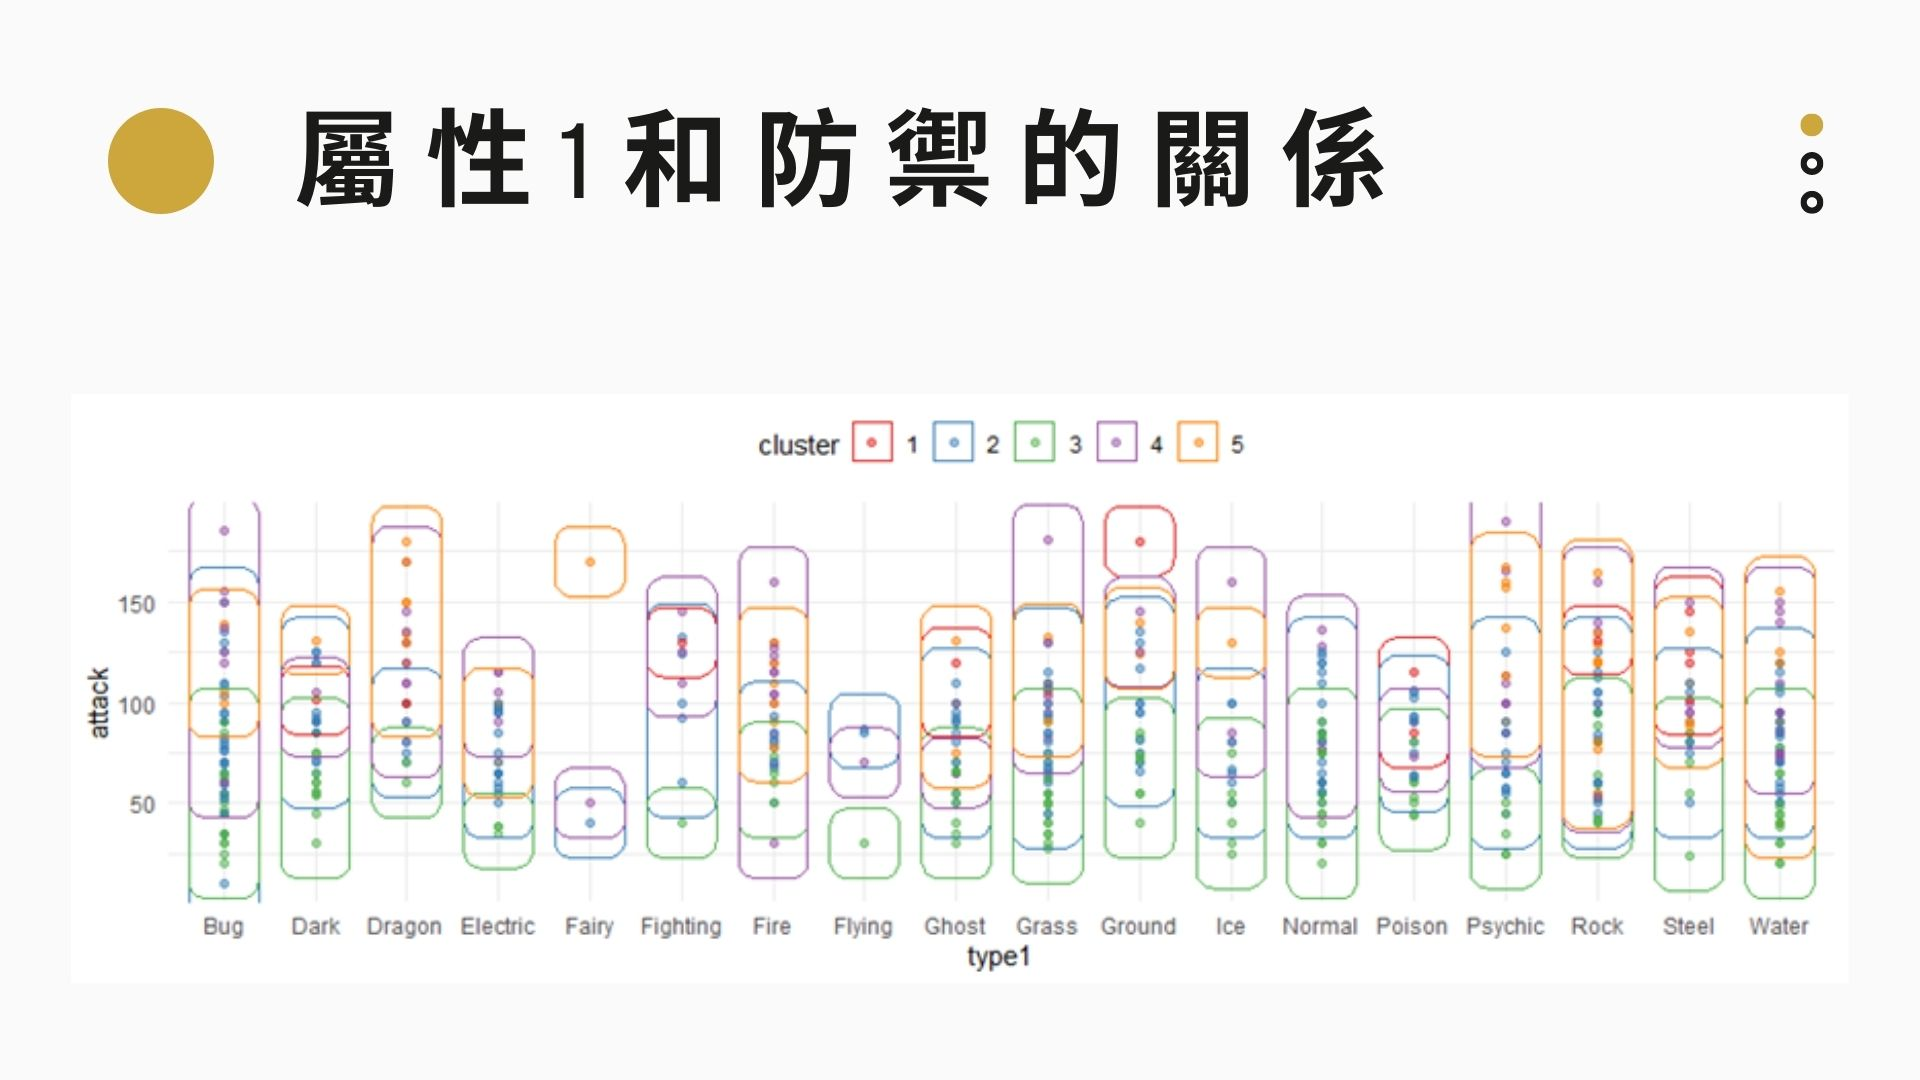 屬性1和防禦的關係
cluster 1 2 3 4 5
150
100
50
attack
Bug Dark Dragon Electric Fairy Fighting Fire Flying Ghost Grass Ground Ice Normal Poison Psychic Rock Steel Water
type1